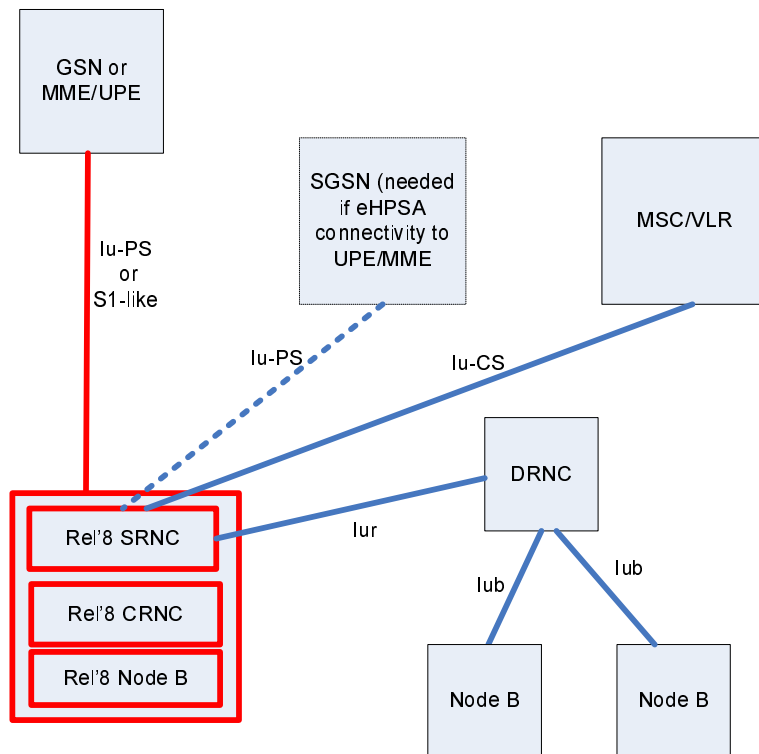 GSN or
MME/UPE
SGSN (needed
if eHPSA
connectivity to
UPE/MME
MSC/VLR
Iu-PS
or
S1-like
Iu-PS
Iu-CS
DRNC
Iur
Rel'8 SRNC
Iub
Iub
Rel'8 CRNC
Rel'8 Node B
Node B
Node B